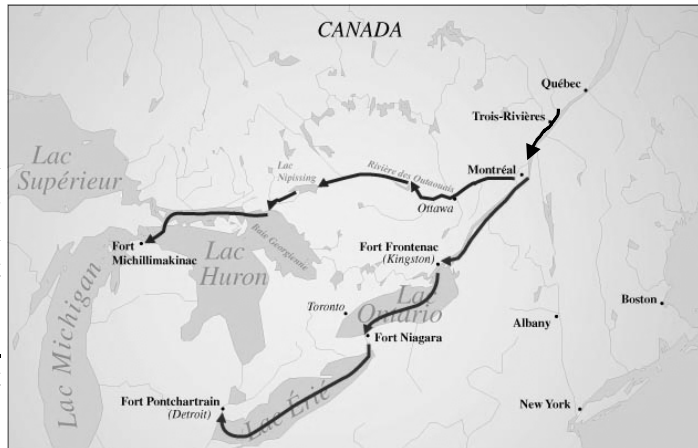 CANADA
Québec
Trois-Rivières
Montréal
Lac
Supérieur
Lac
Nipissing
Rivière des Outaouais
Ottawa
Fort
Michillimakinac
Baie Georgienne
Lac
Huron
Fort Frontenac
(Kingston)
Lac Michigan
Toronto
Lac
Ontario
Fort Niagara
Albany
Boston
Fort Pontchartrain
(Detroit)
Lac Érié
New York